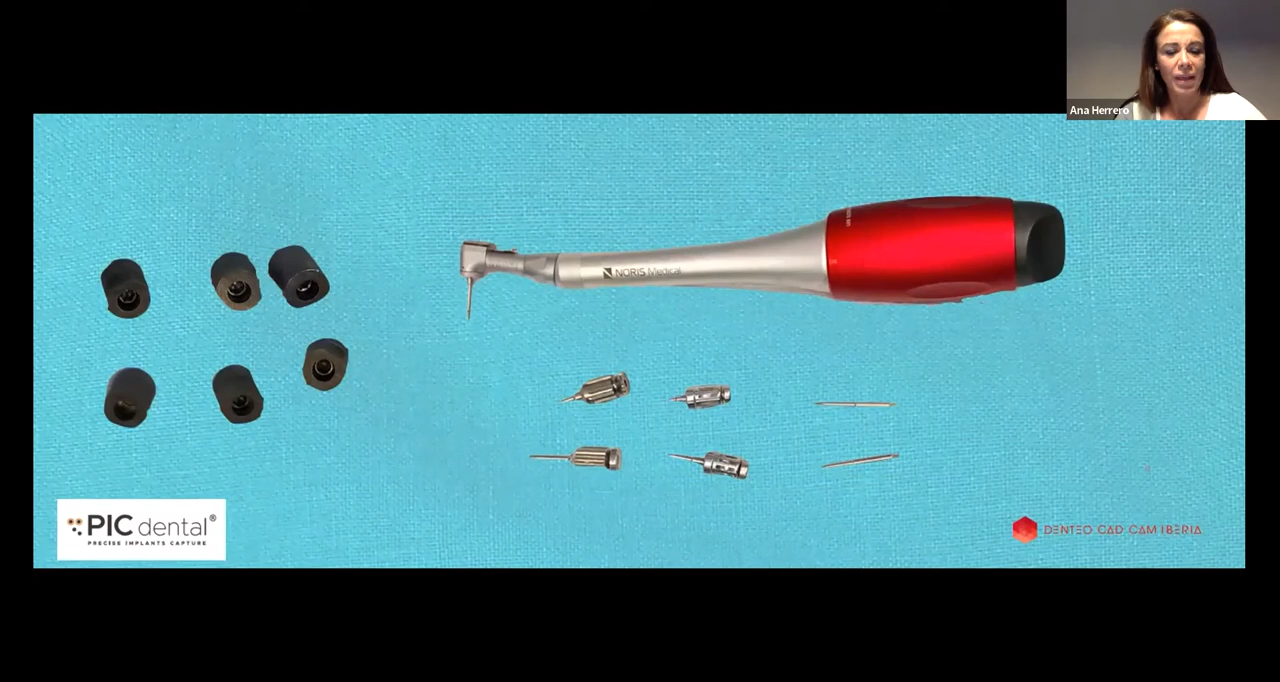 Ana Herrero
NORIS Medical
PIC dental®
PRECISE IMPLANTS CAPTURE
DENTEO CAD CAM IBERIA